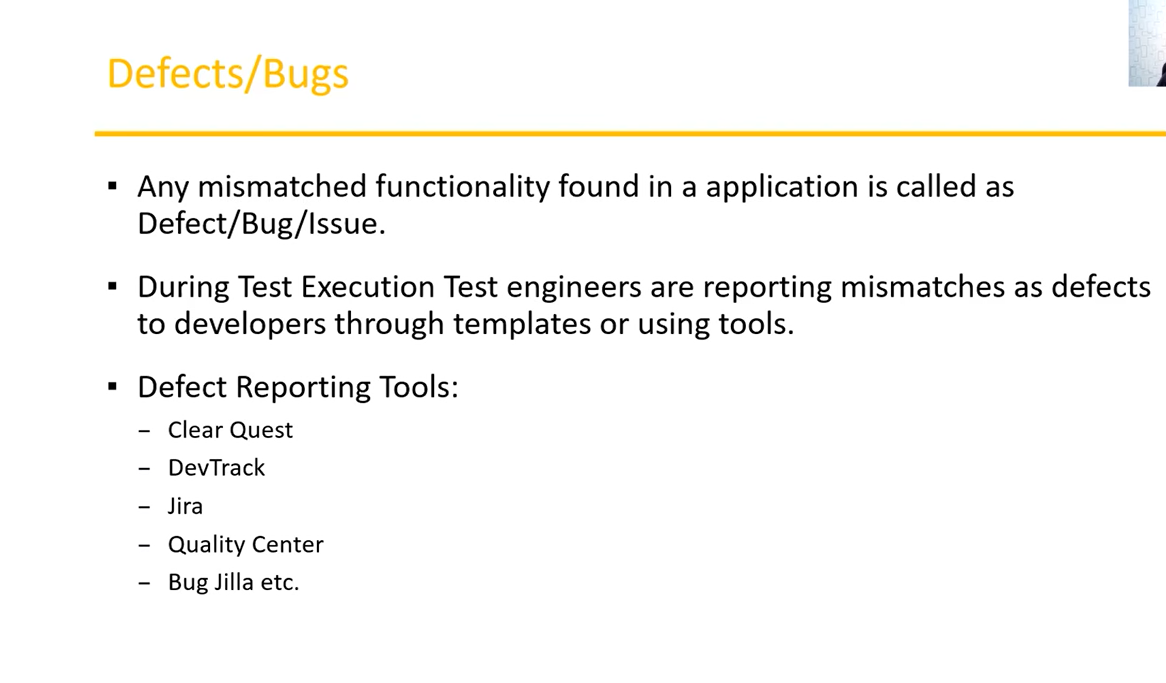 Defects/Bugs
▪ Any mismatched functionality found in a application is called as
Defect/Bug/Issue.
▪ During Test Execution Test engineers are reporting mismatches as defects
to developers through templates or using tools.
▪ Defect Reporting Tools:
– Clear Quest
– DevTrack
– Jira
– Quality Center
– Bug Jilla etc.